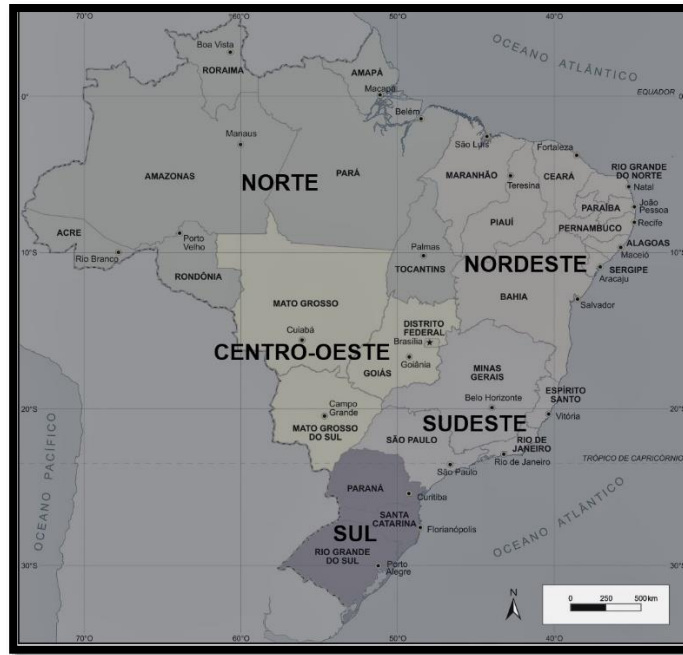 70°O
60°O
50°O
40°O
OCEANO ATLÂNTICO
Boa Vista
RORAIMA
AMAPÁ
Macapá
EQUADOR
0°
0°
Belém
Manaus
São Luís
Fortaleza
AMAZONAS
NORTE
PARÁ
MARANHÃO
Teresina
CEARÁ
RIO GRANDE
DO NORTE
Natal
PARAÍBA
João
Pessoa
PIAUÍ
PERNAMBUCO
Recife
ACRE
Porto
Velho
Palmas
ALAGOAS
Maceió
10°S
Rio Branco
10°S
RONDÔNIA
TOCANTINS
NORDESTE
SERGIPE
Aracaju
MATO GROSSO
BAHIA
Salvador
Cuiabá
DISTRITO
FEDERAL
Brasília
CENTRO-OESTE
GOIÁS
Goiânia
MINAS
GERAIS
Belo Horizonte
ESPÍRITO
SANTO
Vitória
20°S
20°S
Campo
Grande
MATO GROSSO
DO SUL
SUDESTE
SÃO PAULO
RIO DE
JANEIRO
Rio de Janeiro
São Paulo
TRÓPICO DE CAPRICÓRNIO
OCEANO PACÍFICO
PARANÁ
Curitiba
SANTA
CATARINA
Florianópolis
SUL
RIO GRANDE
DO SUL
Porto
Alegre
OCEANO ATLÂNTICO
30°S
30°S
N
0 250 500km
70°O
60°O
50°O
40°O